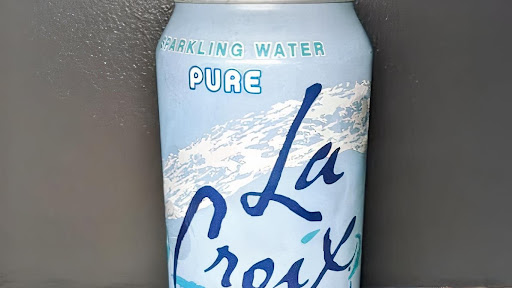 SPARKLING WATER
PURE
La
Croix